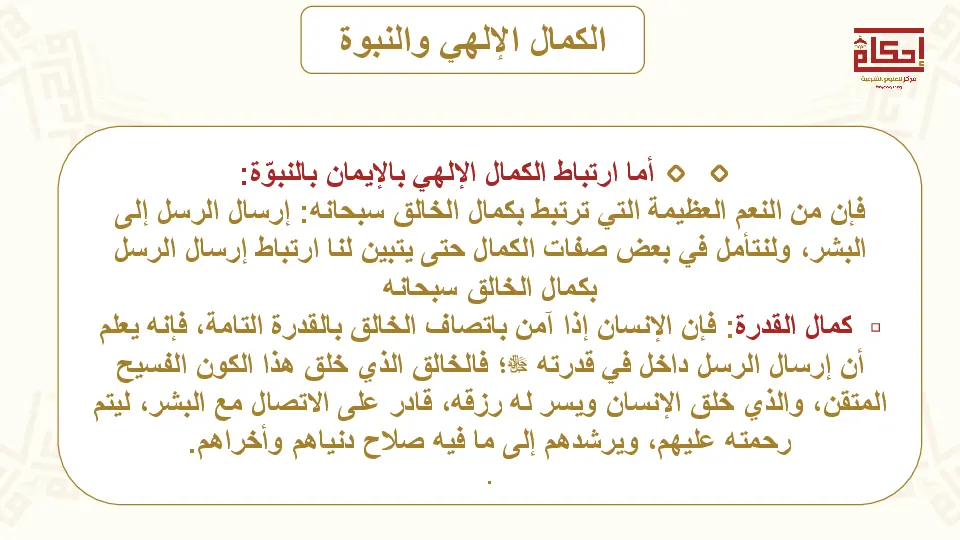 الكمال الإلهي والنبوة
إحكام
مركز للعلوم الشرعية
أما ارتباط الكمال الإلهي بالإيمان بالنبوّة:
فإن من النعم العظيمة التي ترتبط بكمال الخالق سبحانه: إرسال الرسل إلى
البشر، ولنتأمل في بعض صفات الكمال حتى يتبين لنا ارتباط إرسال الرسل
بكمال الخالق سبحانه
▫ كمال القدرة: فإن الإنسان إذا آمن باتصاف الخالق بالقدرة التامة، فإنه يعلم
أن إرسال الرسل داخل في قدرته ﷻ؛ فالخالق الذي خلق هذا الكون الفسيح
المتقن، والذي خلق الإنسان ويسر له رزقه، قادر على الاتصال مع البشر، ليتم
رحمته عليهم، ويرشدهم إلى ما فيه صلاح دنياهم وأخراهم.
.